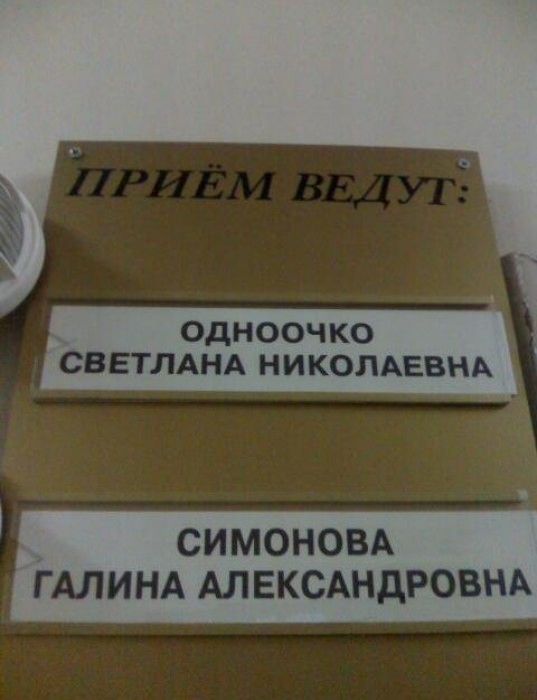 ПРИЁМ ВЕДУТ:
ОДНООЧКО
СВЕТЛАНА НИКОЛАЕВНА
СИМОНОВА
ГАЛИНА АЛЕКСАНДРОВНА